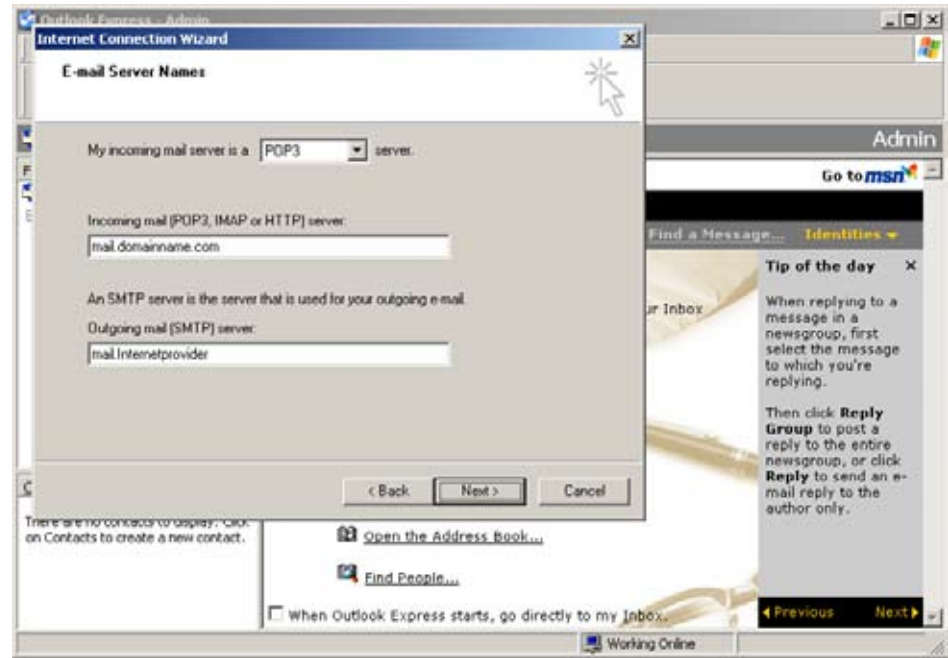 Outlook Express - Admin
Internet Connection Wizard
E-mail Server Names
My incoming mail server is a POP3 server.
Incoming mail (POP3, IMAP or HTTP) server:
mail.domainname.com
An SMTP server is the server that is used for your outgoing e-mail.
Outgoing mail (SMTP) server:
mail.Internetprovider
< Back
Next >
Cancel
Admin
Go to msn
Find a Message... Identities
ur Inbox
Tip of the day
When replying to a
message in a
newsgroup, first
select the message
to which you're
replying.
Then click Reply
Group to post a
reply to the entire
newsgroup, or click
Reply to send an e-
mail reply to the
author only.
Previous Next
There are no contacts to display. Click
on Contacts to create a new contact.
Open the Address Book...
Find People...
When Outlook Express starts, go directly to my Inbox.
Working Online